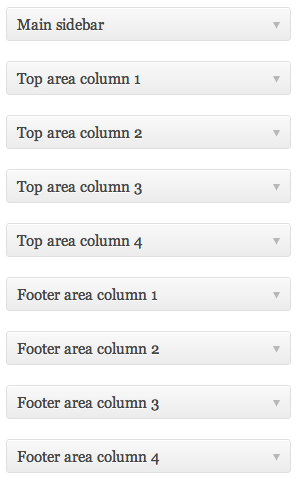 Main sidebar
Top area column 1
Top area column 2
Top area column 3
Top area column 4
Footer area column 1
Footer area column 2
Footer area column 3
Footer area column 4